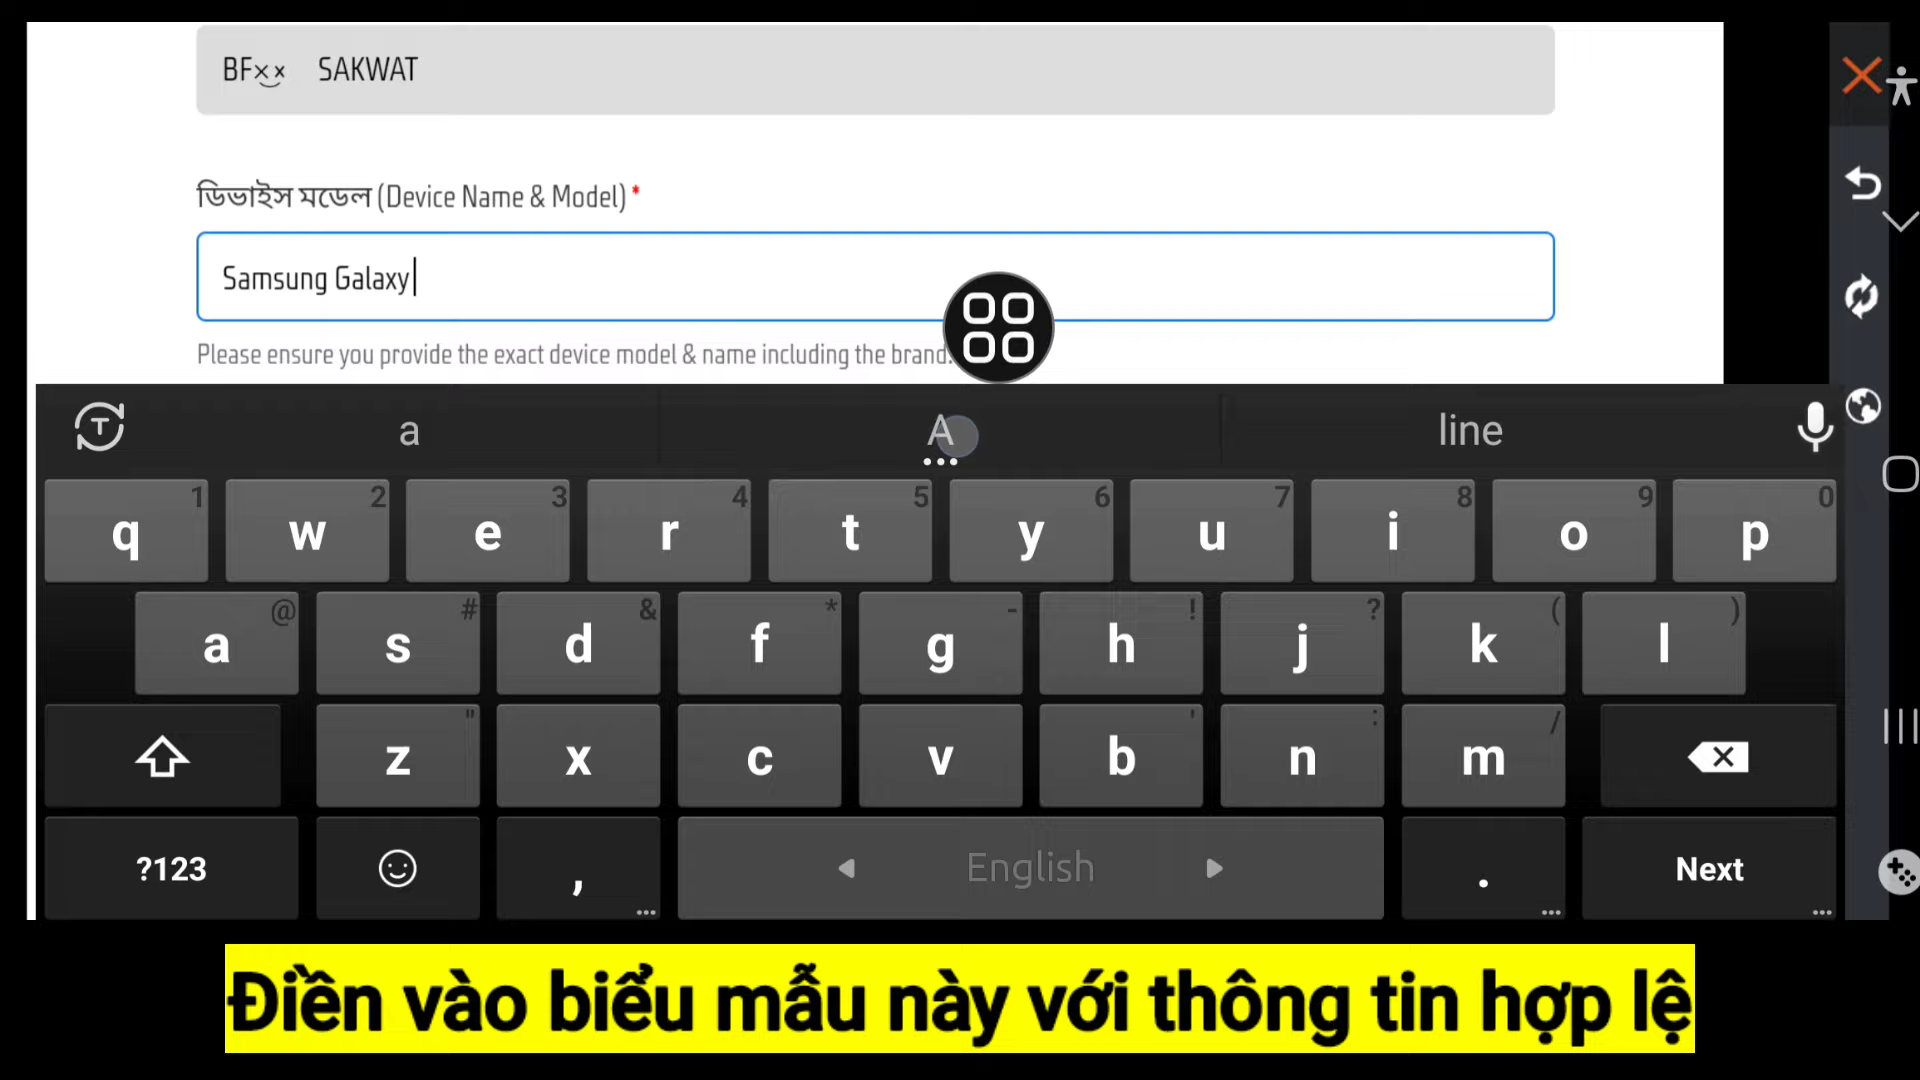 BF×͜× SAKWAT
ডিভাইস মডেল (Device Name & Model) *
Samsung Galaxy
Please ensure you provide the exact device model & name including the brand.
a A line
q 1 w 2 e 3 r 4 t 5 y 6 u 7 i 8 o 9 p 0
a @ s # d & f * g - h ! j ? k ( l )
z " x c v b ' n : m /
?123 , English . Next
Điền vào biểu mẫu này với thông tin hợp lệ